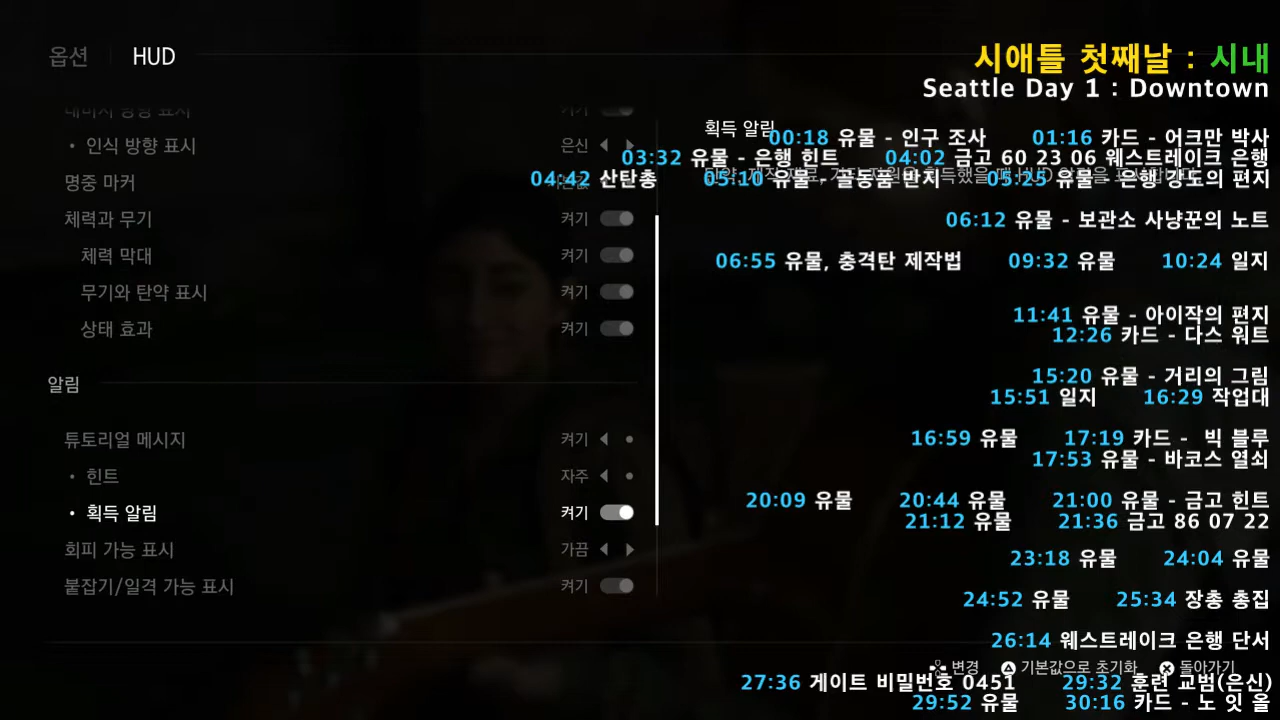 옵션 HUD
시애틀 첫째날 : 시내
Seattle Day 1 : Downtown
데미지 방향 표시 켜기
획득 알림
00:18 유물 - 인구 조사 01:16 카드 - 어크만 박사
• 인식 방향 표시 은신
03:32 유물 - 은행 힌트 04:02 금고 60 23 06 웨스트레이크 은행
명중 마커 기본값
04:42 산탄총 05:10 유물 - 졸동품 반지 05:25 유물 - 은행 강도의 편지
체력과 무기 켜기
06:12 유물 - 보관소 사냥꾼의 노트
체력 막대 켜기
06:55 유물, 충격탄 제작법 09:32 유물 10:24 일지
무기와 탄약 표시 켜기
11:41 유물 - 아이작의 편지
상태 효과 켜기
12:26 카드 - 다스 워트
알림
15:20 유물 - 거리의 그림
15:51 일지 16:29 작업대
튜토리얼 메시지 켜기
16:59 유물 17:19 카드 - 빅 블루
17:53 유물 - 바코스 열쇠
• 힌트 자주
20:09 유물 20:44 유물 21:00 유물 - 금고 힌트
• 획득 알림 켜기
21:12 유물 21:36 금고 86 07 22
회피 가능 표시 가끔
23:18 유물 24:04 유물
붙잡기/일격 가능 표시 켜기
24:52 유물 25:34 장총 총집
26:14 웨스트레이크 은행 단서
변경 기본값으로 초기화 돌아가기
27:36 게이트 비밀번호 0451 29:32 훈련 교범(은신)
29:52 유물 30:16 카드 - 노 잇 올